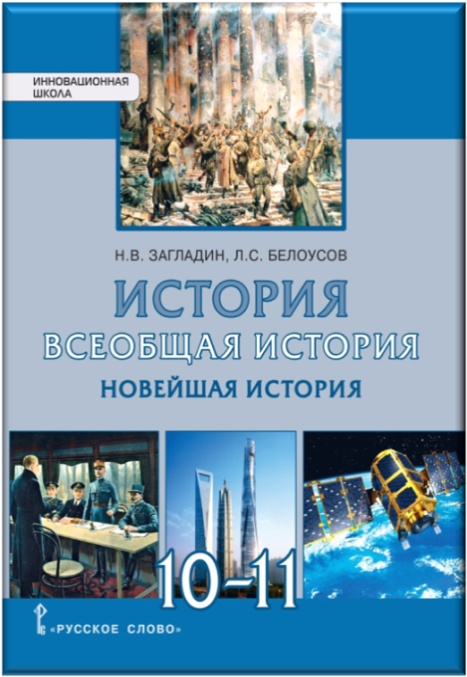 ИННОВАЦИОННАЯ
ШКОЛА
Н.В. ЗАГЛАДИН, Л.С. БЕЛОУСОВ
ИСТОРИЯ
ВСЕОБЩАЯ ИСТОРИЯ
НОВЕЙШАЯ ИСТОРИЯ
10–11
«РУССКОЕ СЛОВО»